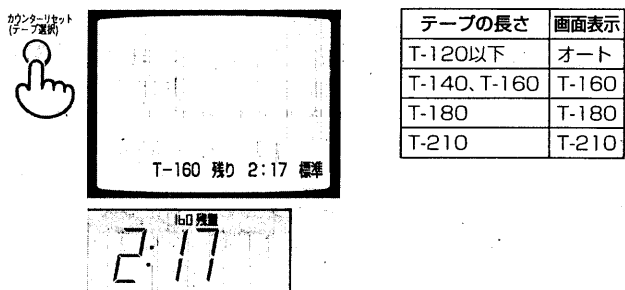 カウンターリセット
(テープ選択)
T-160 残り 2:17 標準
160 残量
2:17
テープの長さ 画面表示
T-120以下 オート
T-140、T-160 T-160
T-180 T-180
T-210 T-210